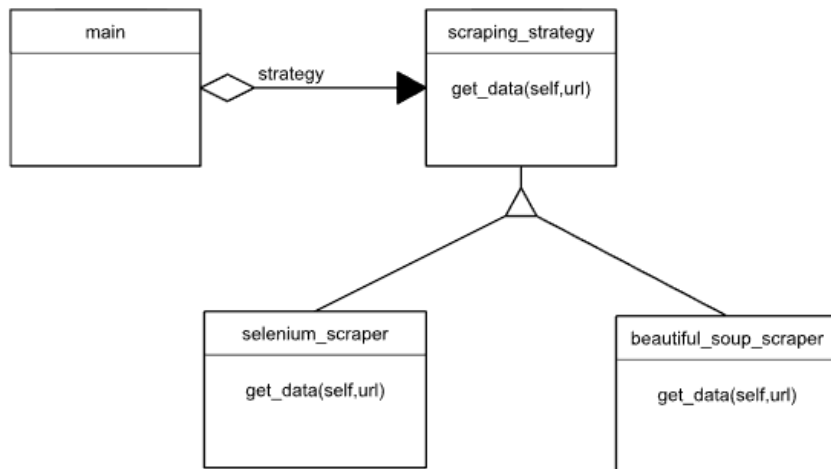 main
scraping_strategy
strategy
get_data(self,url)
selenium_scraper
beautiful_soup_scraper
get_data(self,url)
get_data(self,url)